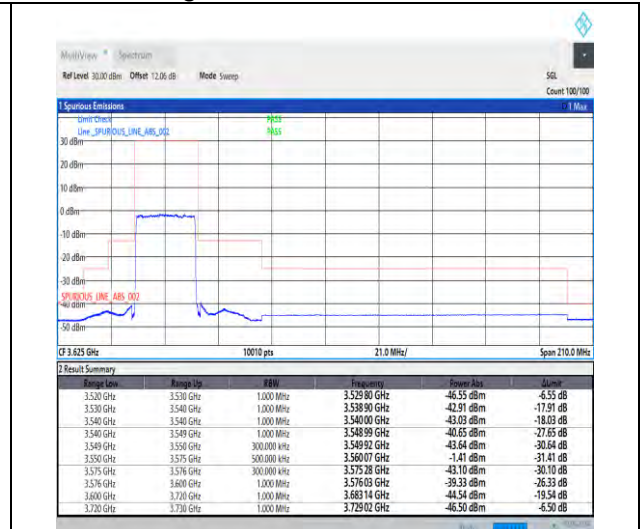 MultiView Spectrum
Ref Level 30.00 dBm Offset 12.06 dB Mode Sweep SGL
Count 100/100
1 Spurious Emissions 1 Max
Limit Check PASS
Line _SPURIOUS_LINE_ABS_002 PASS
30 dBm
20 dBm
10 dBm
0 dBm
-10 dBm
-20 dBm
-30 dBm
_SPURIOUS_LINE_ABS_002
-40 dBm
-50 dBm
CF 3.625 GHz 10010 pts 21.0 MHz/ Span 210.0 MHz
2 Result Summary
Range Low Range Up RBW Frequency Power Abs ΔLimit
3.520 GHz 3.530 GHz 1.000 MHz 3.529 80 GHz -46.55 dBm -6.55 dB
3.530 GHz 3.540 GHz 1.000 MHz 3.538 90 GHz -42.91 dBm -17.91 dB
3.540 GHz 3.540 GHz 1.000 MHz 3.540 00 GHz -43.03 dBm -18.03 dB
3.540 GHz 3.549 GHz 1.000 MHz 3.548 99 GHz -40.65 dBm -27.65 dB
3.549 GHz 3.550 GHz 300.000 kHz 3.549 92 GHz -43.64 dBm -30.64 dB
3.550 GHz 3.575 GHz 500.000 kHz 3.560 07 GHz -1.41 dBm -31.41 dB
3.575 GHz 3.576 GHz 300.000 kHz 3.575 28 GHz -43.10 dBm -30.10 dB
3.576 GHz 3.600 GHz 1.000 MHz 3.576 03 GHz -39.33 dBm -26.33 dB
3.600 GHz 3.720 GHz 1.000 MHz 3.683 14 GHz -44.54 dBm -19.54 dB
3.720 GHz 3.730 GHz 1.000 MHz 3.729 02 GHz -46.50 dBm -6.50 dB